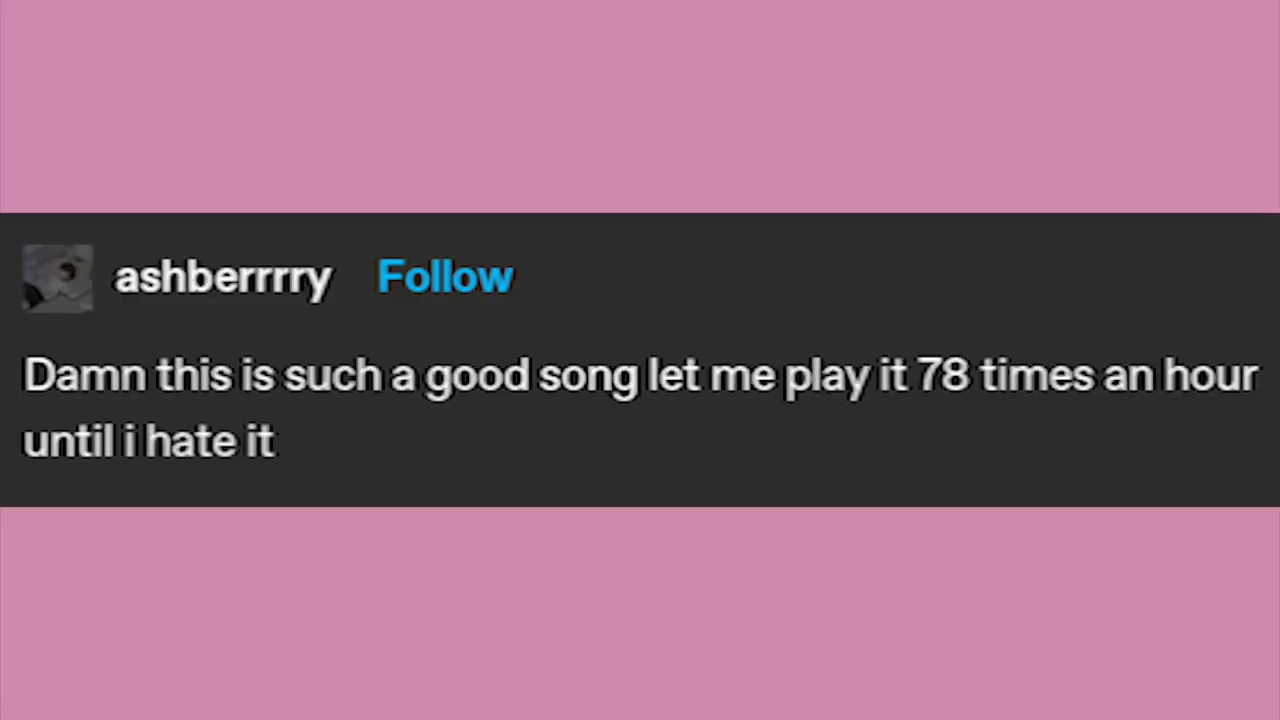 ashberrrry Follow
Damn this is such a good song let me play it 78 times an hour
until i hate it